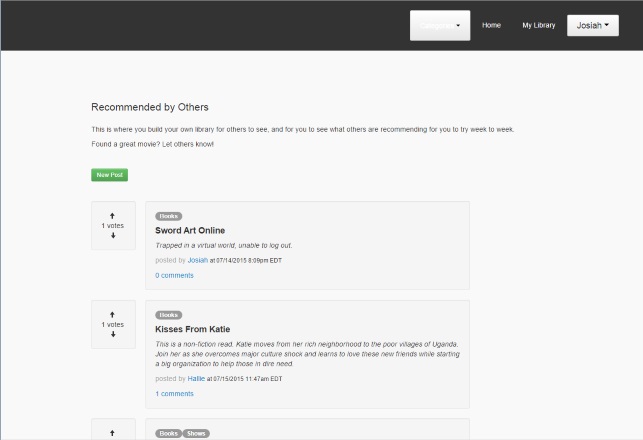 Home
My Library
Josiah
Recommended by Others
This is where you build your own library for others to see, and for you to see what others are recommending for you to try week to week.
Found a great movie? Let others know!
New Post
1 votes
Books
Sword Art Online
Trapped in a virtual world, unable to log out.
posted by Josiah at 07/14/2015 8:09pm EDT
0 comments
1 votes
Books
Kisses From Katie
This is a non-fiction read. Katie moves from her rich neighborhood to the poor villages of Uganda.
Join her as she overcomes major culture shock and learns to love these new friends while starting
a big organization to help those in dire need.
posted by Hallie at 07/15/2015 11:47am EDT
1 comments
Books Shows